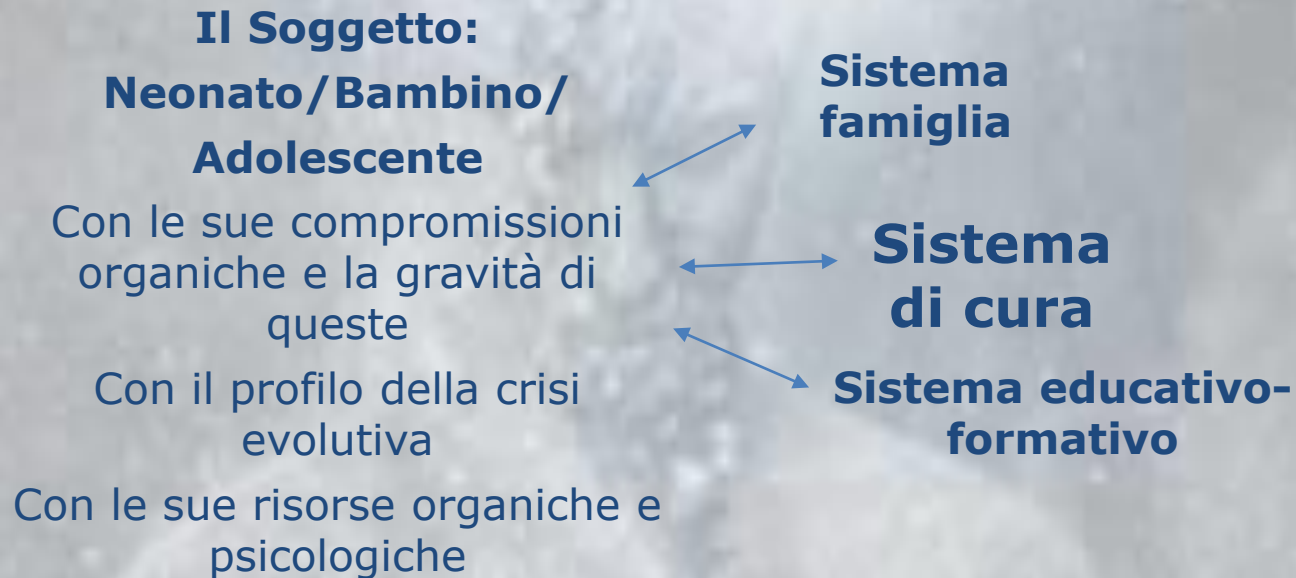 Il Soggetto:
Neonato/Bambino/
Adolescente
Con le sue compromissioni
organiche e la gravità di
queste
Con il profilo della crisi
evolutiva
Con le sue risorse organiche e
psicologiche
Sistema
famiglia
Sistema
di cura
Sistema educativo-
formativo